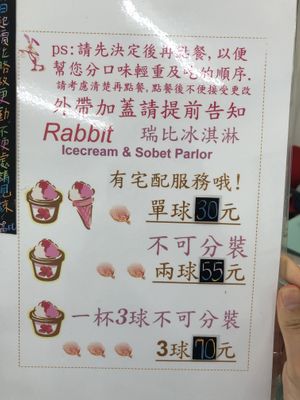 ps:請先決定後再點餐,以便
幫您分口味輕重及吃的順序.
請考慮清楚再點餐,點餐後不便接受更改
外帶加蓋請提前告知
Rabbit 瑞比冰淇淋
Icecream & Sobet Parlor
有宅配服務哦!
單球30元
不可分裝
兩球55元
一杯3球不可分裝
3球70元